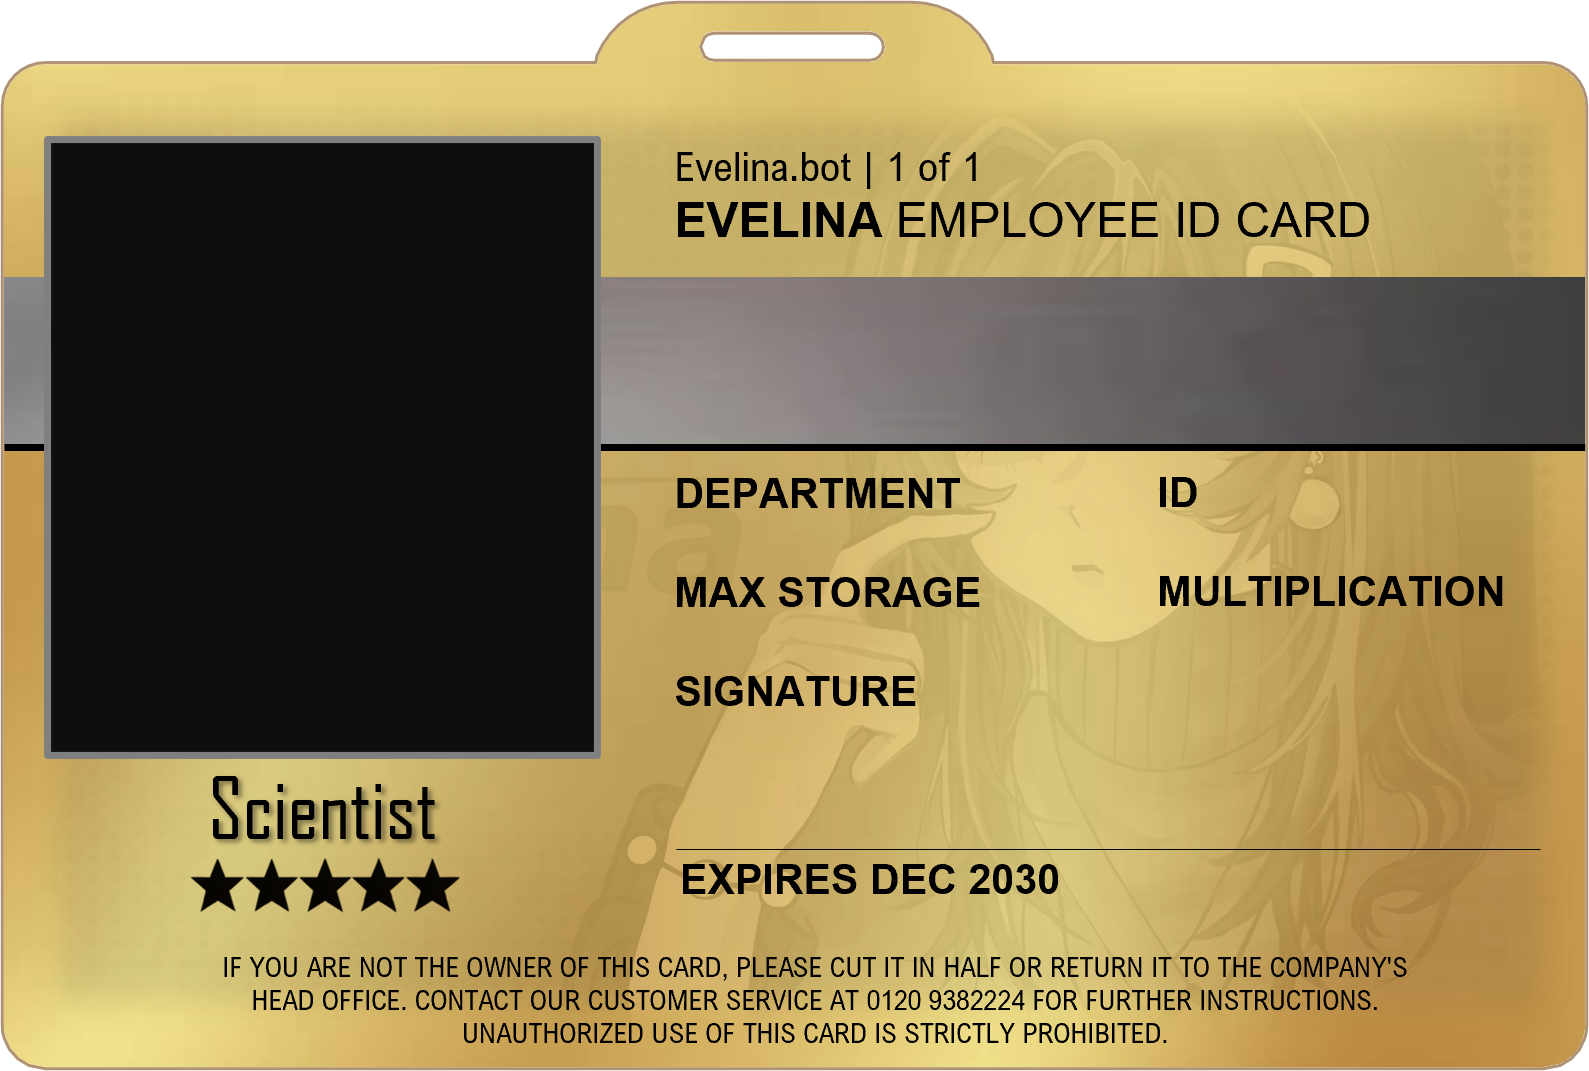 Evelina.bot | 1 of 1
EVELINA EMPLOYEE ID CARD
DEPARTMENT
ID
MAX STORAGE
MULTIPLICATION
SIGNATURE
Scientist
EXPIRES DEC 2030
IF YOU ARE NOT THE OWNER OF THIS CARD, PLEASE CUT IT IN HALF OR RETURN IT TO THE COMPANY'S
HEAD OFFICE. CONTACT OUR CUSTOMER SERVICE AT 0120 9382224 FOR FURTHER INSTRUCTIONS.
UNAUTHORIZED USE OF THIS CARD IS STRICTLY PROHIBITED.